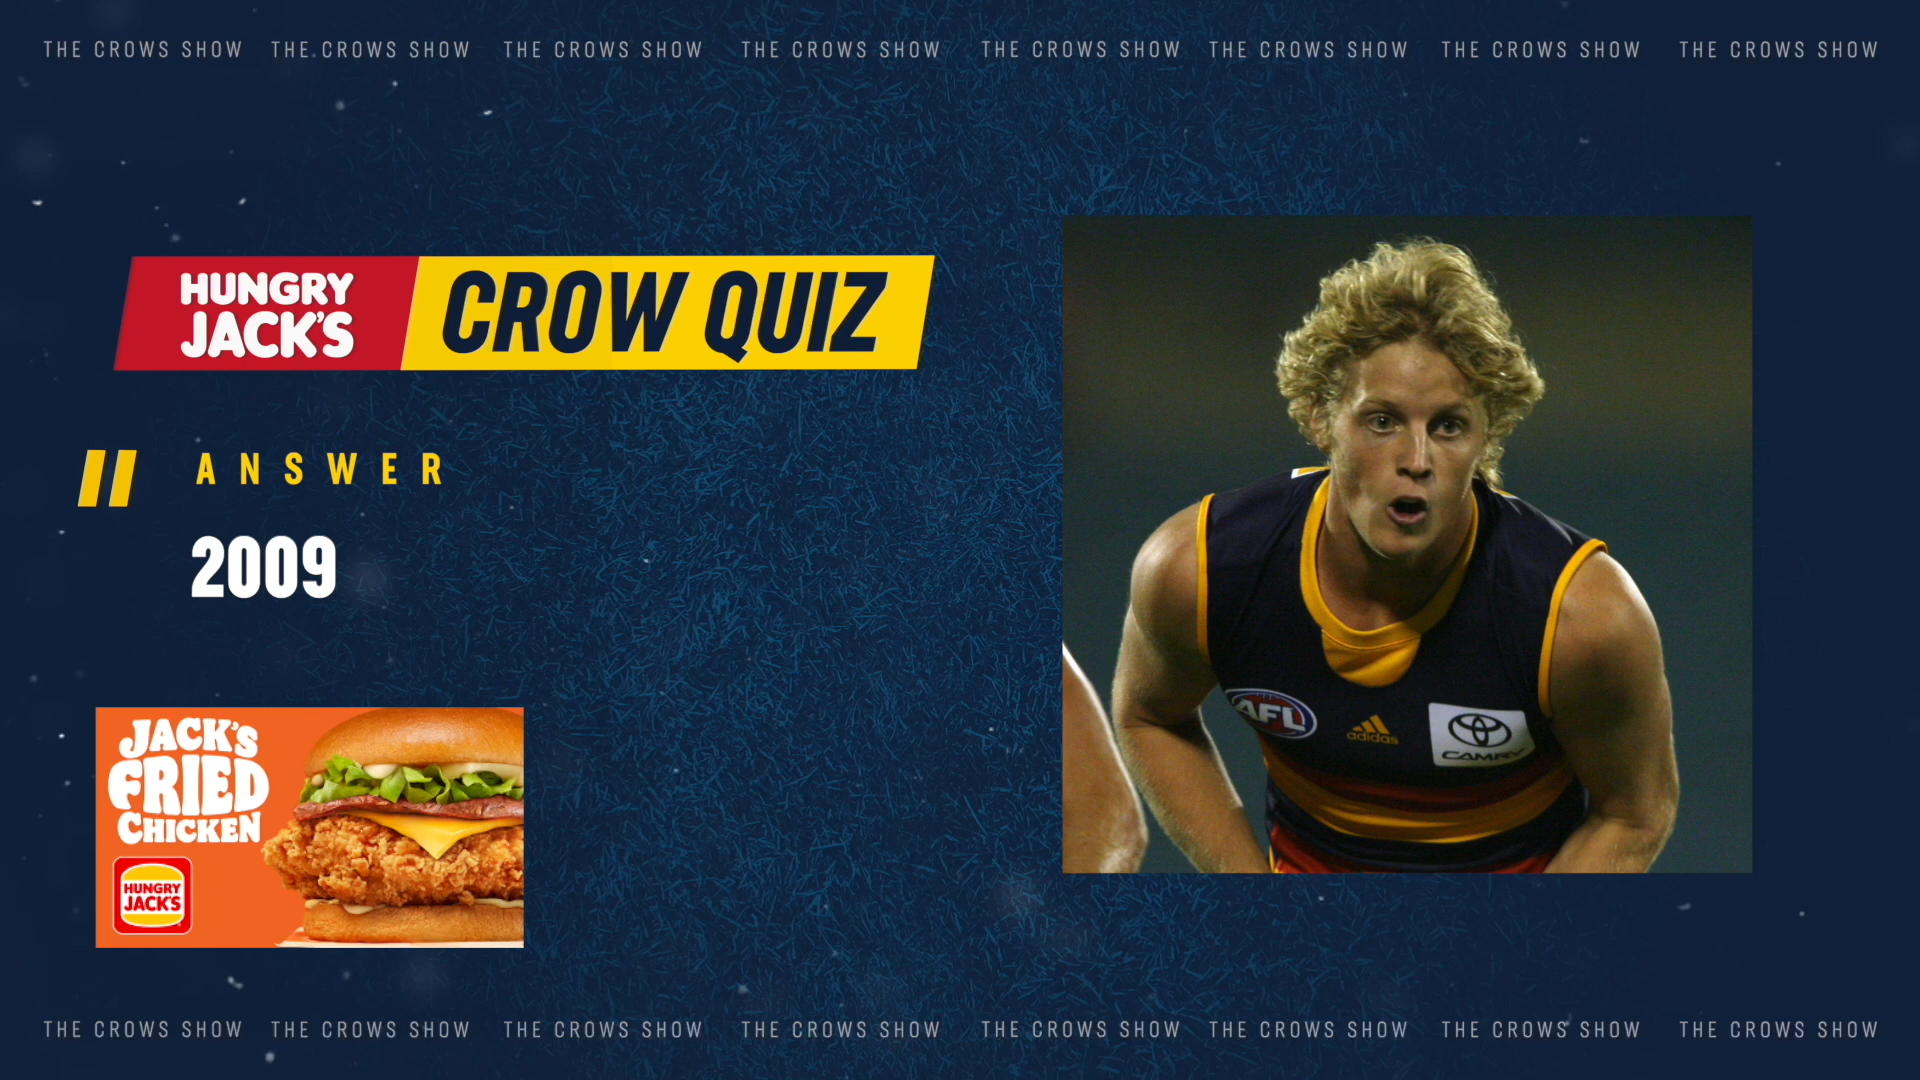 THE CROWS SHOW THE CROWS SHOW THE CROWS SHOW THE CROWS SHOW THE CROWS SHOW THE CROWS SHOW THE CROWS SHOW THE CROWS SHOW
HUNGRY
JACK'S
CROW QUIZ
ANSWER
2009
AFL
adidas
CAMRY
JACK'S
FRIED
CHICKEN
HUNGRY
JACK'S
THE CROWS SHOW THE CROWS SHOW THE CROWS SHOW THE CROWS SHOW THE CROWS SHOW THE CROWS SHOW THE CROWS SHOW THE CROWS SHOW